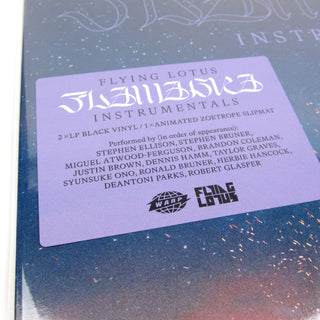 INSTR
FLYING LOTUS
FLAMAGRA
INSTRUMENTALS
2×LP BLACK VINYL/1×ANIMATED ZOETROPE SLIPMAT
Performed by (in order of appearance):
STEPHEN ELLISON, STEPHEN BRUNER,
MIGUEL ATWOOD-FERGUSON, BRANDON COLEMAN,
JUSTIN BROWN, DENNIS HAMM, TAYLOR GRAVES,
SYUNSUKE ONO, RONALD BRUNER, HERBIE HANCOCK,
DEANTONI PARKS, ROBERT GLASPER
WARP
FLYING
LOTUS